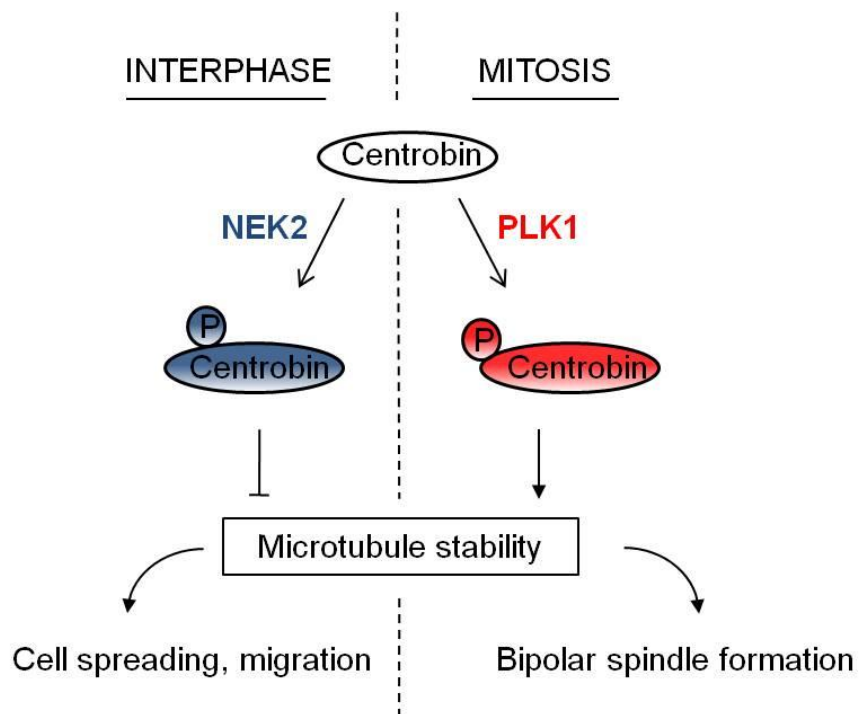 INTERPHASE
MITOSIS
Centrobin
NEK2
PLK1
P
Centrobin
P
Centrobin
Microtubule stability
Cell spreading, migration
Bipolar spindle formation